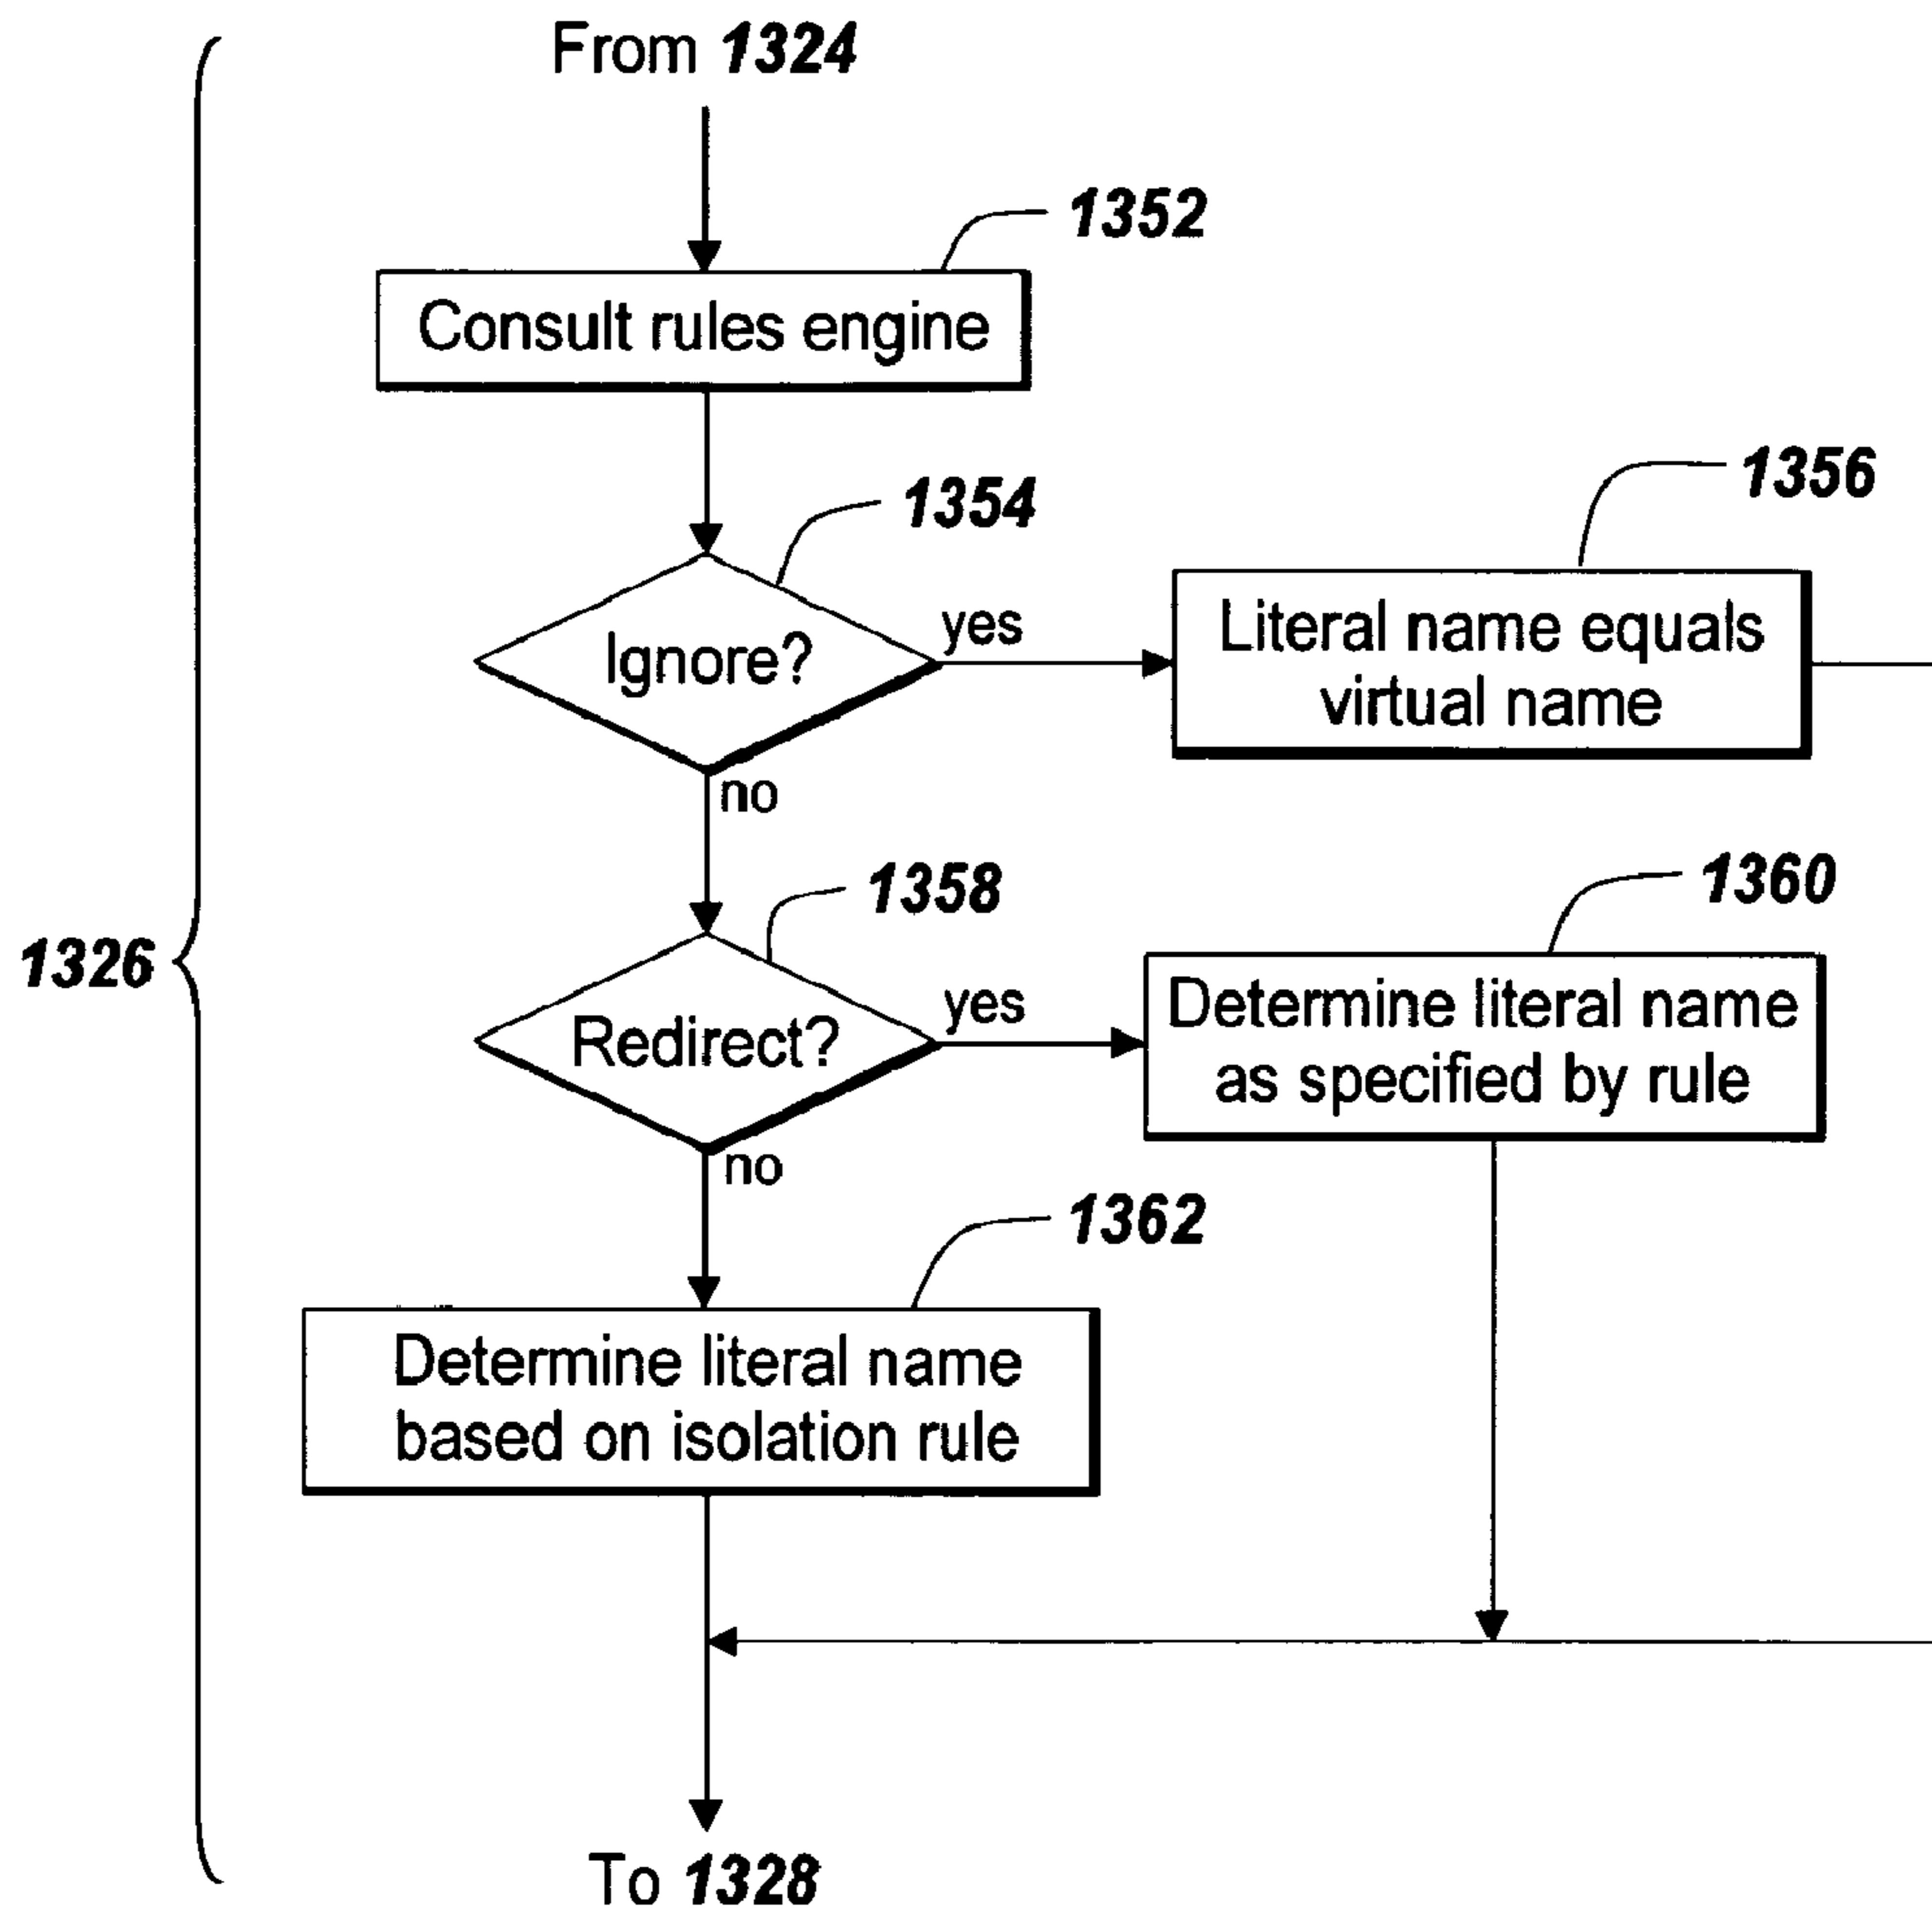 From 1324
1352
Consult rules engine
1354
1356
Ignore?
yes
Literal name equals
virtual name
no
1358
1360
1326
Redirect?
yes
Determine literal name
as specified by rule
no
1362
Determine literal name
based on isolation rule
To 1328